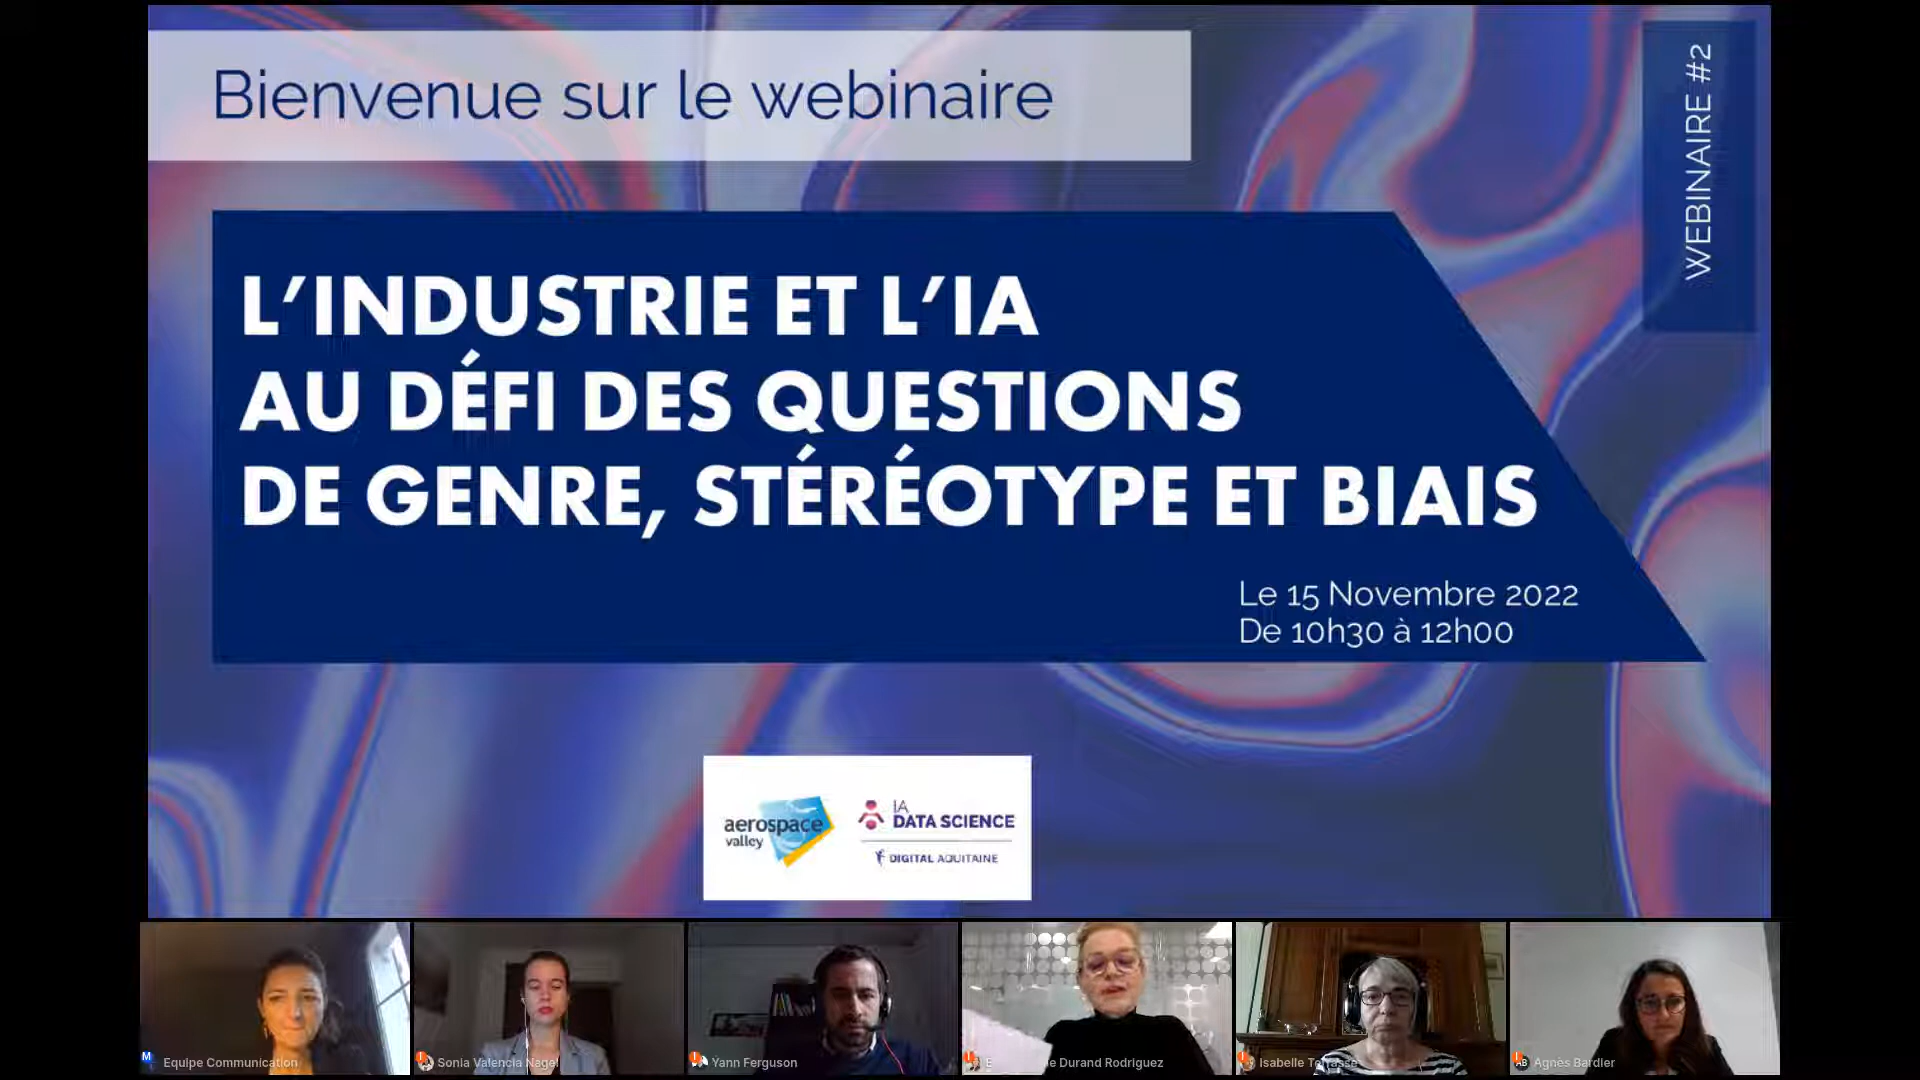 Bienvenue sur le webinaire
WEBINAIRE #2
L’INDUSTRIE ET L’IA
AU DÉFI DES QUESTIONS
DE GENRE, STÉRÉOTYPE ET BIAIS
Le 15 Novembre 2022
De 10h30 à 12h00
aerospace
valley
IA
DATA SCIENCE
DIGITAL AQUITAINE
M
Equipe Communication
Sonia Valencia Nagel
Yann Ferguson
Durand Rodriguez
Isabelle Terrasse
AB
Agnès Bardier